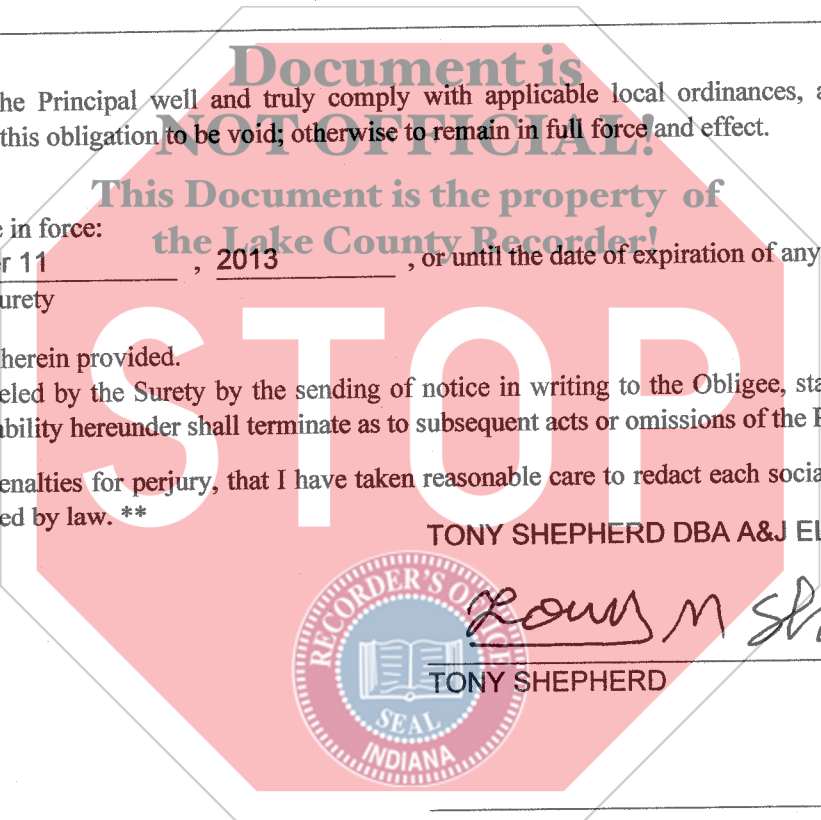 Document is
he Principal well and truly comply with applicable local ordinances, a
this obligation to be void; otherwise to remain in full force and effect.
NOT OFFICIAL!
This Document is the property of
e in force:
the Lake County Recorder!
r 11 , 2013 , or until the date of expiration of any
urety
STOP
herein provided.
eled by the Surety by the sending of notice in writing to the Obligee, sta
ability hereunder shall terminate as to subsequent acts or omissions of the P
enalties for perjury, that I have taken reasonable care to redact each socia
ed by law. **
TONY SHEPHERD DBA A&J EL
Tony M Sh
TONY SHEPHERD
RECORDER'S OFFICE
SEAL
INDIANA